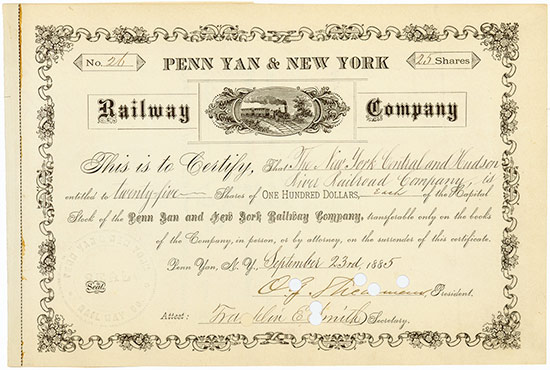 No. 26 PENN YAN & NEW YORK 25 Shares
Railway Company
This is to Certify, That The New York Central and Hudson
River Railroad Company, is
entitled to twenty-five Shares of ONE HUNDRED DOLLARS, each of the Capital
Stock of the Penn Yan and New York Railway Company, transferable only on the books
of the Company, in person, or by attorney, on the surrender of this certificate.
Penn Yan, N.Y., September 23rd, 1885
Seal. President.
Attest: Franklin E. Smith Secretary.